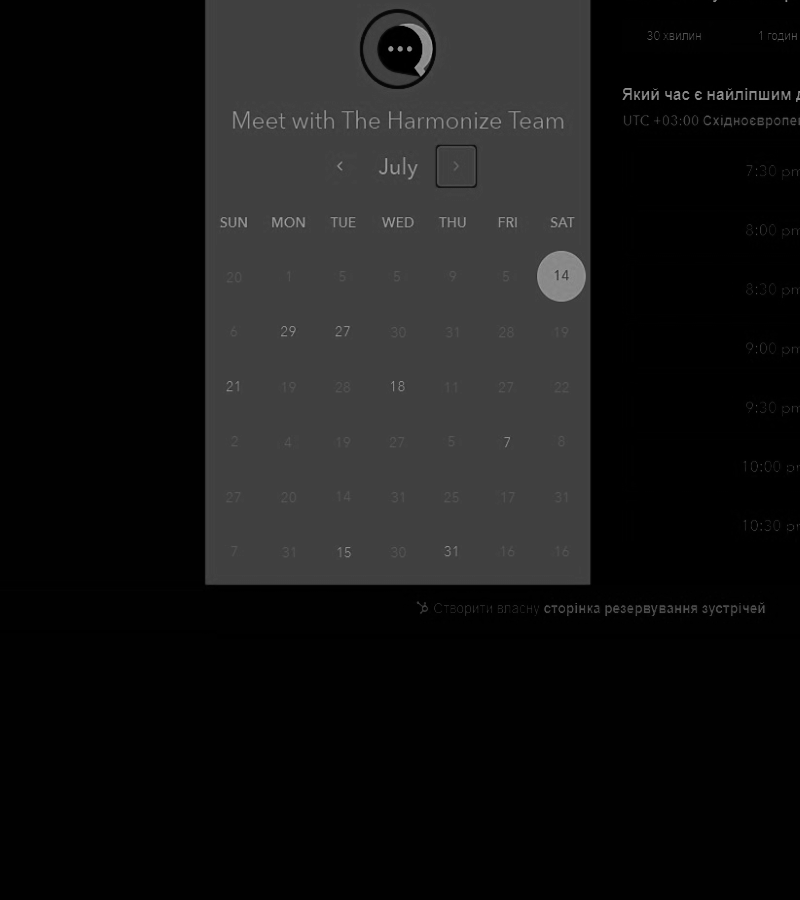 Meet with The Harmonize Team
July
SUN MON TUE WED THU FRI SAT
20 1 5 5 9 6 14
6 29 27 30 31 28 19
21 19 28 18 11 27 22
2 4 19 27 5 7 8
27 20 14 31 25 17 31
7 31 15 30 31 16 16
30 хвилин 1 годин
Який час є найліпшим
UTC +03:00 Східноєвропе
7:30 pm
8:00 pm
8:30 pm
9:00 pm
9:30 pm
10:00 pm
10:30 pm
Створити власну сторінка резервування зустрічей